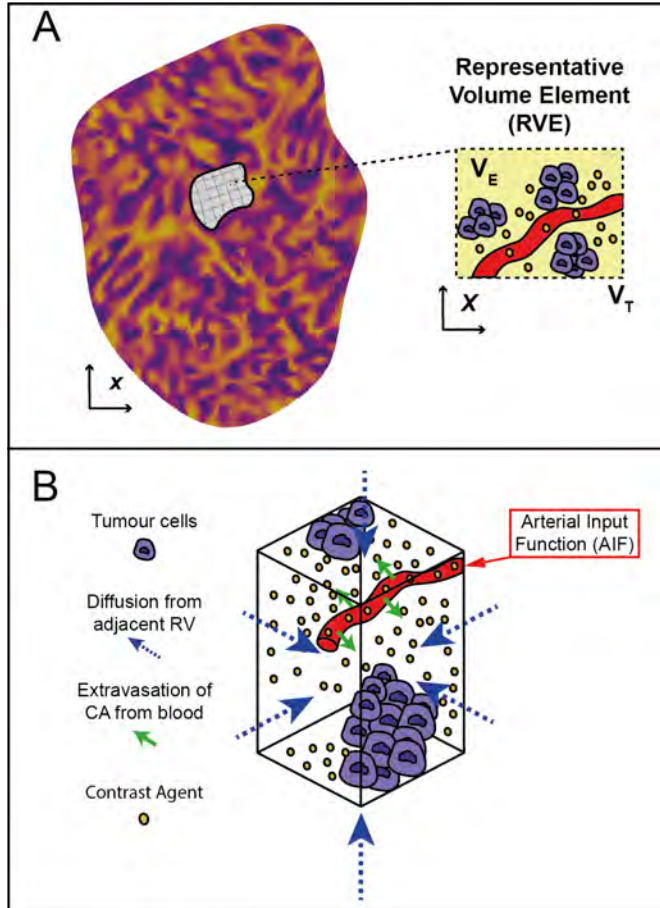 A
Representative
Volume Element
(RVE)
V_E
X
V_T
x
B
Tumour cells
Arterial Input
Function (AIF)
Diffusion from
adjacent RV
Extravasation of
CA from blood
Contrast Agent